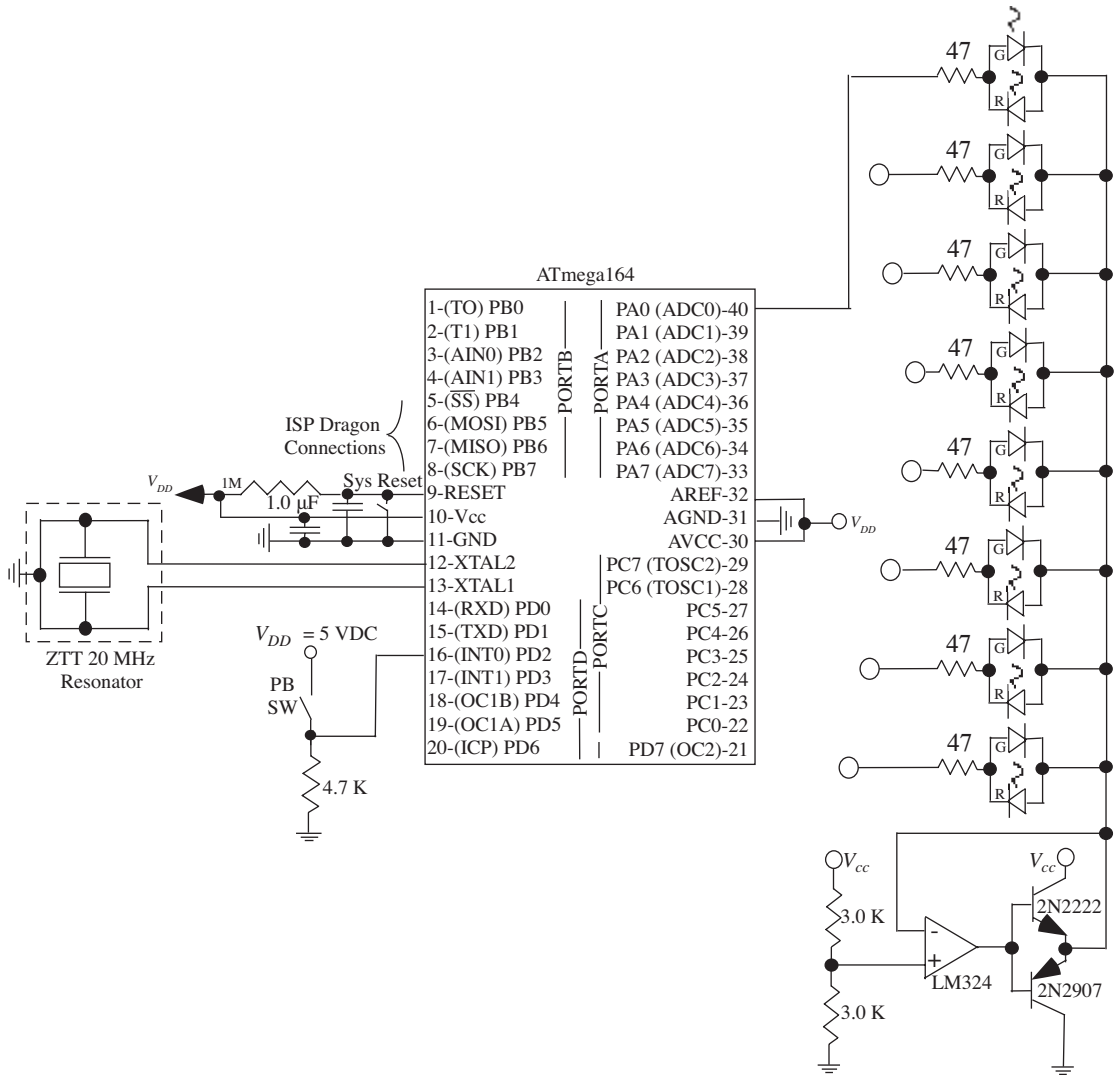 47
G
R
47
G
R
47
G
R
47
G
R
47
G
R
47
G
R
47
G
R
47
G
R
ATmega164
1-(TO) PB0
2-(T1) PB1
3-(AIN0) PB2
4-(AIN1) PB3
5-(SS) PB4
6-(MOSI) PB5
7-(MISO) PB6
8-(SCK) PB7
9-RESET
10-Vcc
11-GND
12-XTAL2
13-XTAL1
14-(RXD) PD0
15-(TXD) PD1
16-(INT0) PD2
17-(INT1) PD3
18-(OC1B) PD4
19-(OC1A) PD5
20-(ICP) PD6
PORTB
PORTA
PORTD
PORTC
PA0 (ADC0)-40
PA1 (ADC1)-39
PA2 (ADC2)-38
PA3 (ADC3)-37
PA4 (ADC4)-36
PA5 (ADC5)-35
PA6 (ADC6)-34
PA7 (ADC7)-33
AREF-32
AGND-31
AVCC-30
PC7 (TOSC2)-29
PC6 (TOSC1)-28
PC5-27
PC4-26
PC3-25
PC2-24
PC1-23
PC0-22
PD7 (OC2)-21
VDD
ISP Dragon
Connections
Sys Reset
VDD
1M
1.0 µF
ZTT 20 MHz
Resonator
VDD = 5 VDC
PB
SW
4.7 K
Vcc
3.0 K
3.0 K
-
+
LM324
Vcc
2N2222
2N2907